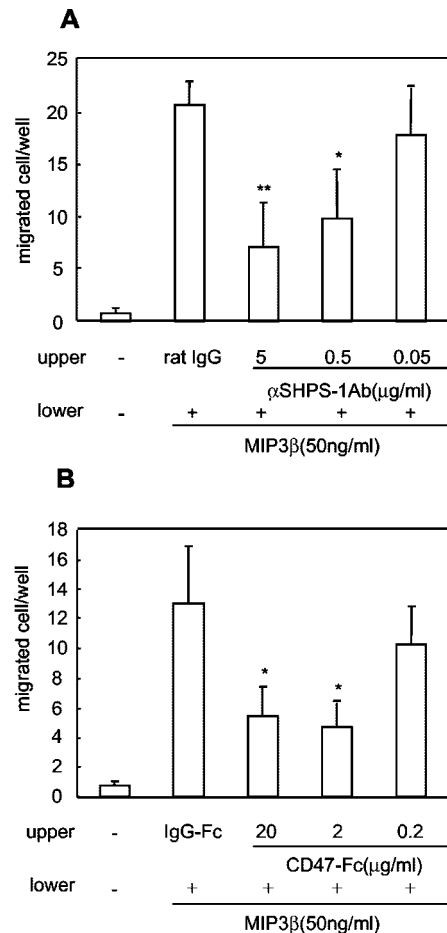 A
migrated cell/well
25
20
15
10
5
0
**
*
upper - rat IgG 5 0.5 0.05
αSHPS-1Ab(μg/ml)
lower - + + + +
MIP3β(50ng/ml)
B
migrated cell/well
18
16
14
12
10
8
6
4
2
0
* *
upper - IgG-Fc 20 2 0.2
CD47-Fc(μg/ml)
lower - + + + +
MIP3β(50ng/ml)